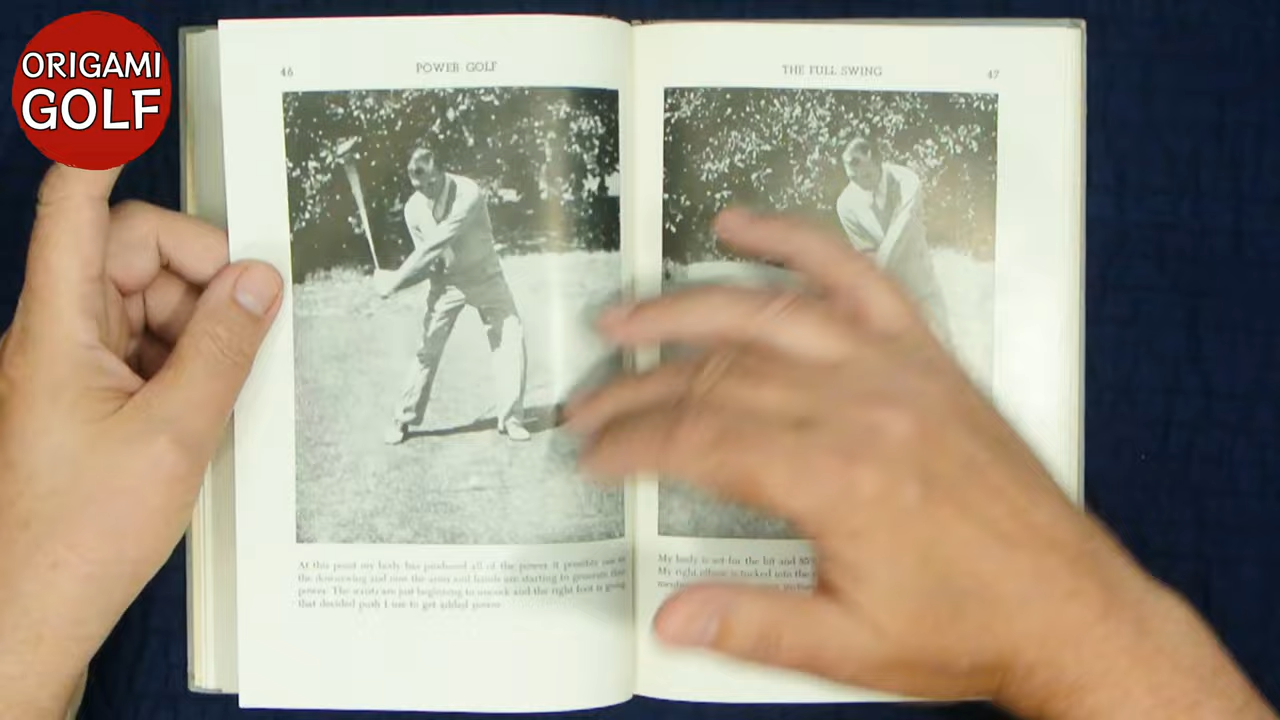 ORIGAMI
GOLF
46
POWER GOLF
At this point my body has produced all of the power it possible can on
the downswing and now the arms and hands are starting to generate their
power. The wrists are just beginning to uncock and the right foot is giving
that decided push I use to get added power.
THE FULL SWING
47
My body is set for the hit and 85
My right elbow is tucked into the